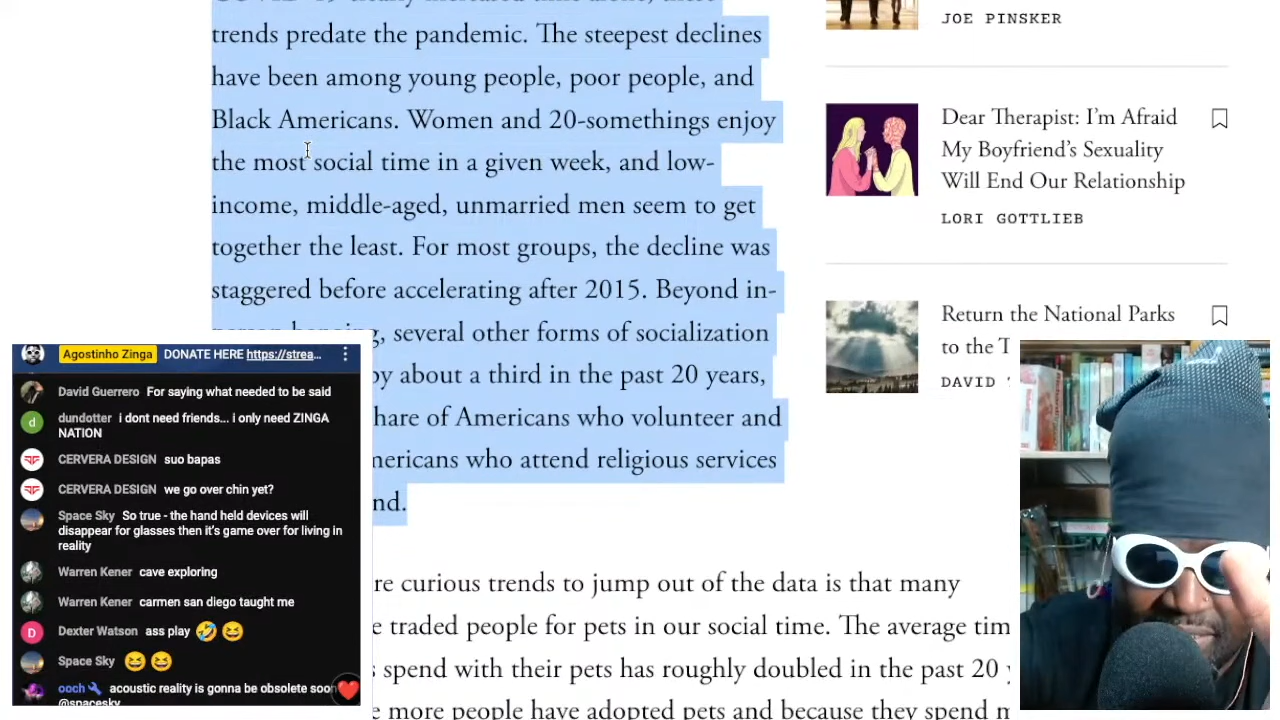 trends predate the pandemic. The steepest declines
have been among young people, poor people, and
Black Americans. Women and 20-somethings enjoy
the most social time in a given week, and low-
income, middle-aged, unmarried men seem to get
together the least. For most groups, the decline was
staggered before accelerating after 2015. Beyond in-
several other forms of socialization
by about a third in the past 20 years,
hare of Americans who volunteer and
mericans who attend religious services
nd.
re curious trends to jump out of the data is that many
e traded people for pets in our social time. The average tim
s spend with their pets has roughly doubled in the past 20 y
e more people have adopted pets and because they spend m
JOE PINSKER
Dear Therapist: I’m Afraid
My Boyfriend’s Sexuality
Will End Our Relationship
LORI GOTTLIEB
Return the National Parks
to the T
DAVID
Agostinho Zinga DONATE HERE https://strea...
David Guerrero For saying what needed to be said
dundotter i dont need friends... i only need ZINGA
NATION
CERVERA DESIGN suo bapas
CERVERA DESIGN we go over chin yet?
Space Sky So true - the hand held devices will
disappear for glasses then it’s game over for living in
reality
Warren Kener cave exploring
Warren Kener carmen san diego taught me
Dexter Watson ass play 🤣 😆
Space Sky 😆 😆
ooch acoustic reality is gonna be obsolete soon
@spacesky